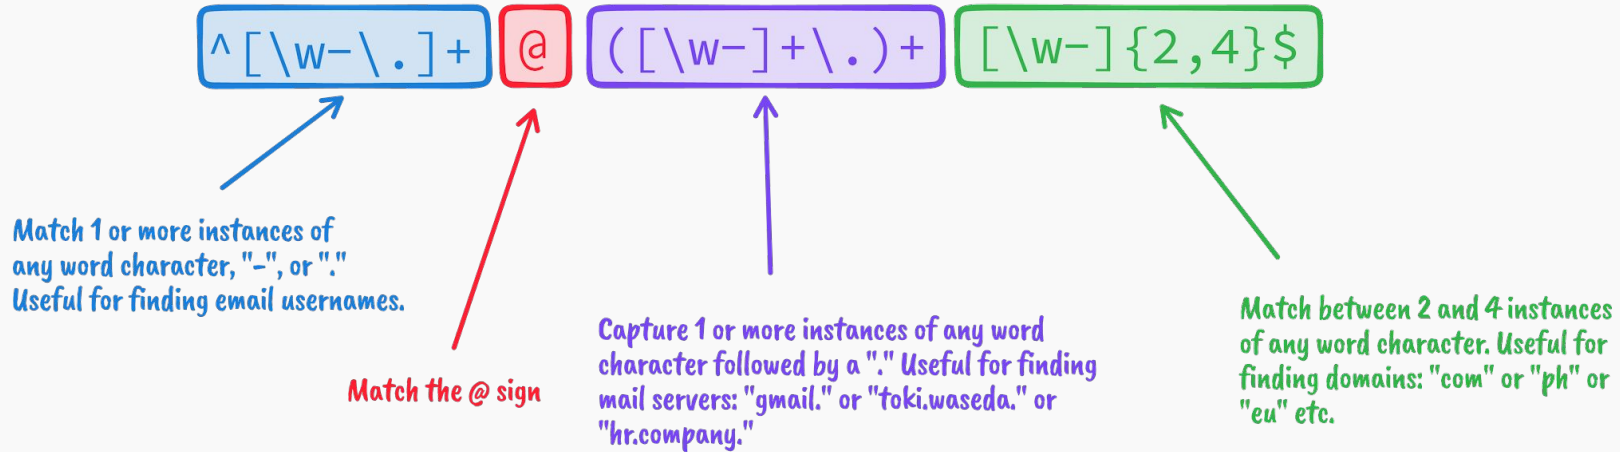 ^[\w-\.]+@([\w-]+\.)+[\w-]{2,4}$
Match 1 or more instances of
any word character, "-", or "."
Useful for finding email usernames.
Match the @ sign
Capture 1 or more instances of any word
character followed by a "." Useful for finding
mail servers: "gmail." or "toki.waseda." or
"hr.company."
Match between 2 and 4 instances
of any word character. Useful for
finding domains: "com" or "ph" or
"eu" etc.